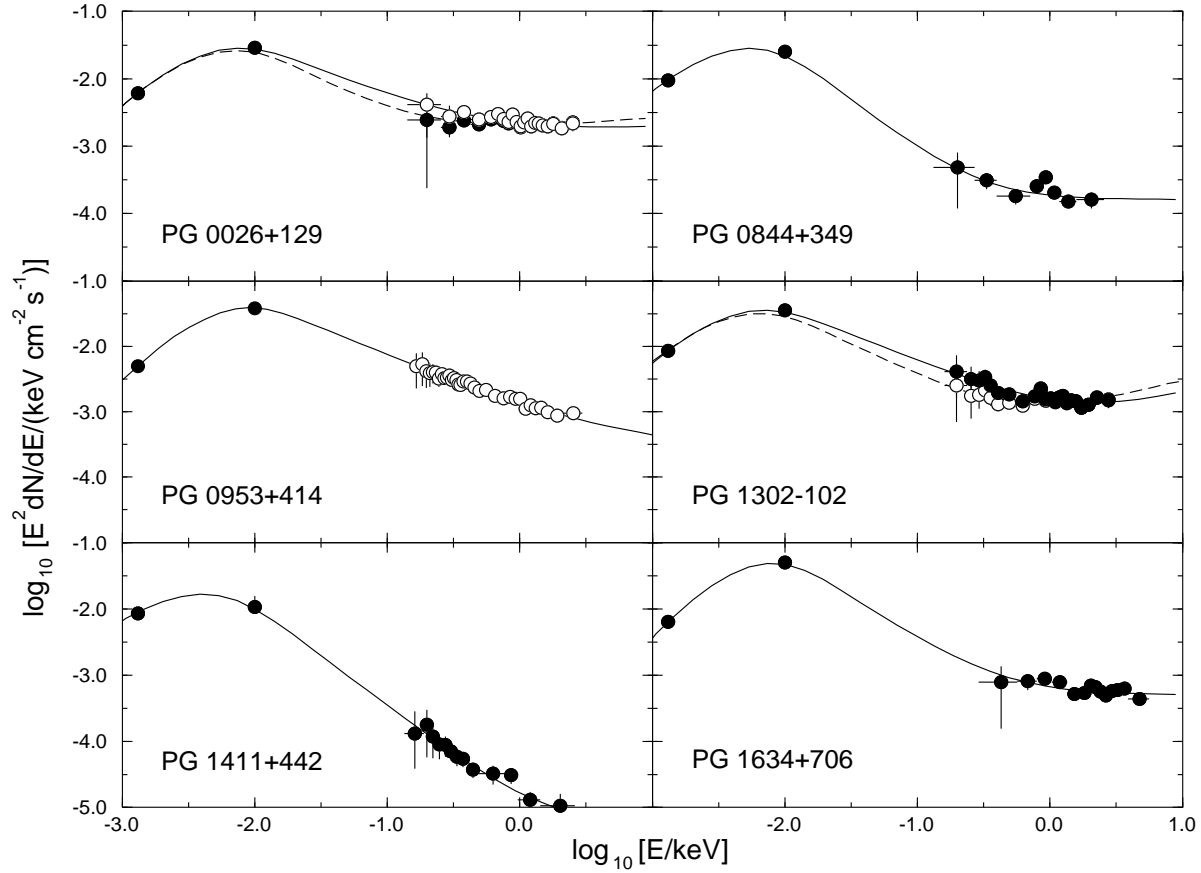 -1.0
-2.0
-3.0
-4.0
-1.0
-2.0
-3.0
-4.0
-1.0
-2.0
-3.0
-4.0
-5.0
log₁₀ [E² dN/dE/(keV cm⁻² s⁻¹)]
PG 0026+129
PG 0844+349
PG 0953+414
PG 1302-102
PG 1411+442
PG 1634+706
-3.0 -2.0 -1.0 0.0 -2.0 -1.0 0.0 1.0
log₁₀ [E/keV]